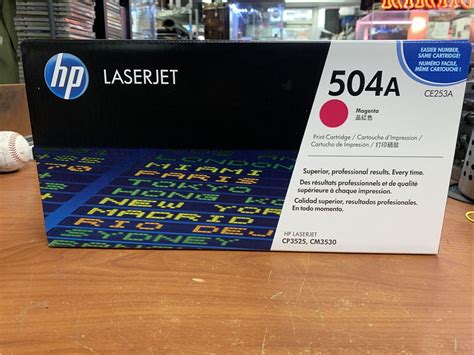 EASIER NUMBER,
SAME CARTRIDGE!
NUMÉRO FACILE,
MÊME CARTOUCHE !
hp
LASERJET
504A
CE253A
Magenta
品红色
Print Cartridge / Cartouche d'Impression /
Cartucho de Impresión / 打印硒鼓
Superior, professional results. Every time.
Des résultats professionnels et de qualité
supérieure à chaque impression.
Calidad superior, resultados profesionales.
En todo momento.
HP LASERJET
CP3525, CM3530
LONDON
MIAMI
PARIS
TOKYO
HONG KONG
NEW YORK
MADRID
SYDNEY